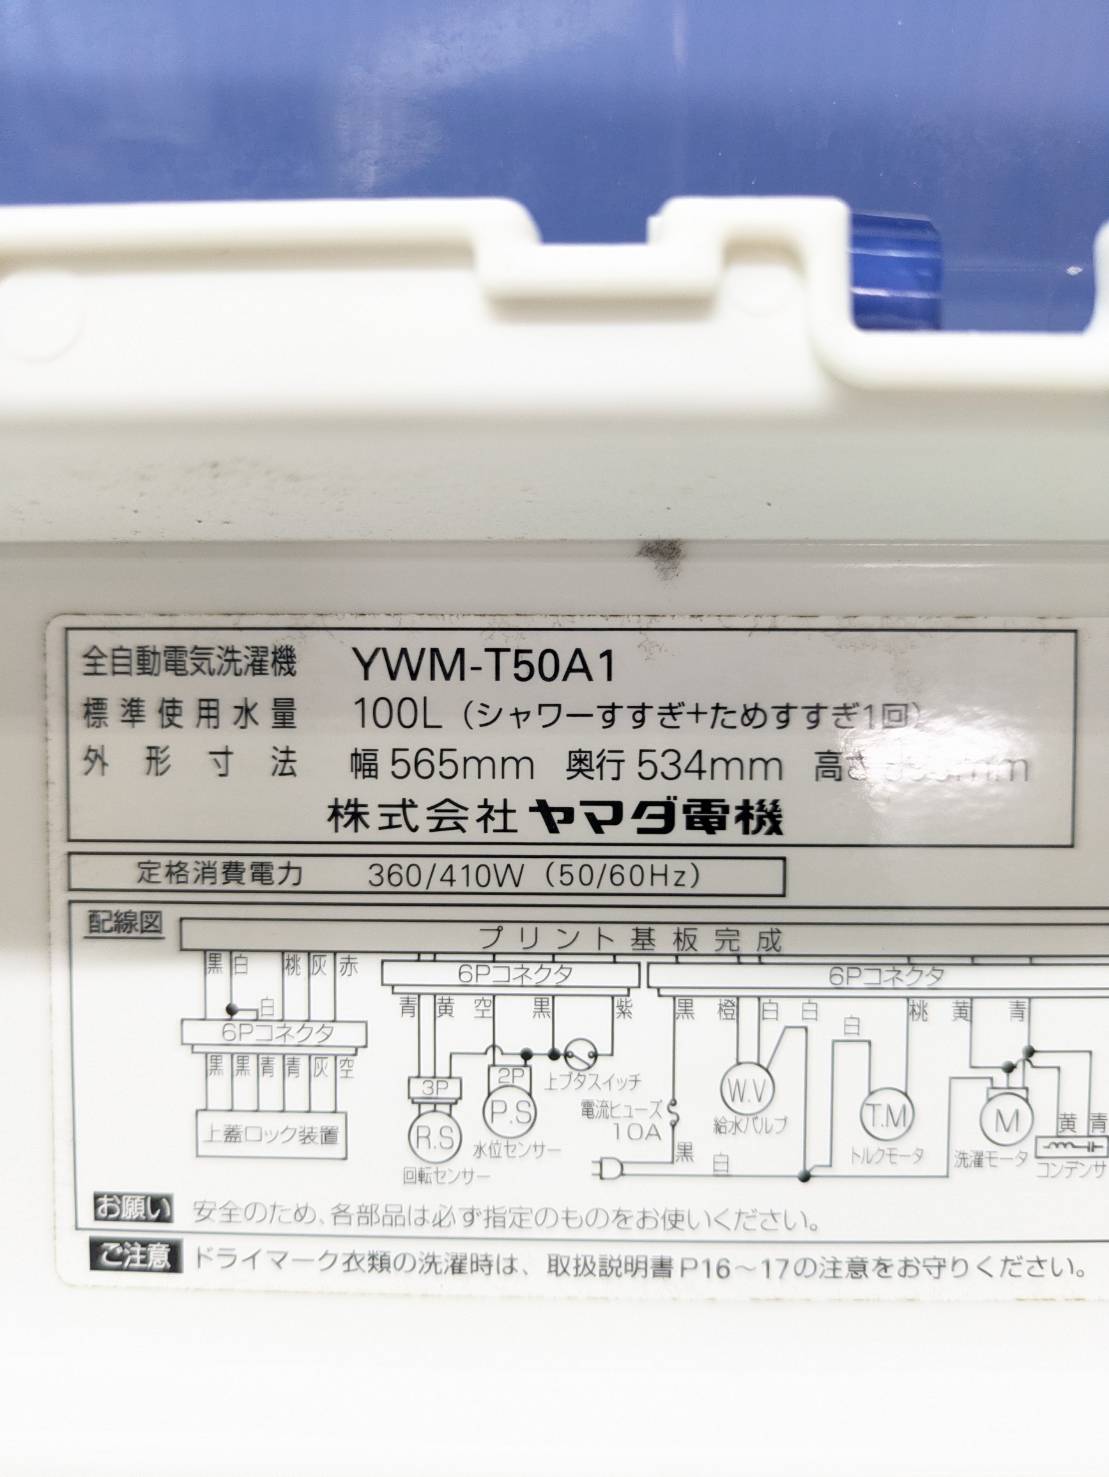 全自動電気洗濯機 YWM-T50A1
標準使用水量 100L（シャワーすすぎ+ためすすぎ1回）
外形寸法 幅 565mm 奥行 534mm 高さ mm
株式会社 ヤマダ電機
定格消費電力 360/410W（50/60Hz）
配線図
プリント基板完成
黒 白 桃 灰 赤
6Pコネクタ 6Pコネクタ
白
青 黄 空 黒 紫 黒 橙 白 白 白 桃 黄 青
6Pコネクタ
黒 黒 青 青 灰 空
3P 2P 上ブタスイッチ
R.S P.S W.V T.M M
電流ヒューズ
10A
給水バルブ
黄 青
上蓋ロック装置
水位センサー
回転センサー
黒 白
トルクモータ 洗濯モータ コンデンサ
お願い 安全のため、各部品は必ず指定のものをお使いください。
ご注意 ドライマーク衣類の洗濯時は、取扱説明書P16～17の注意をお守りください。